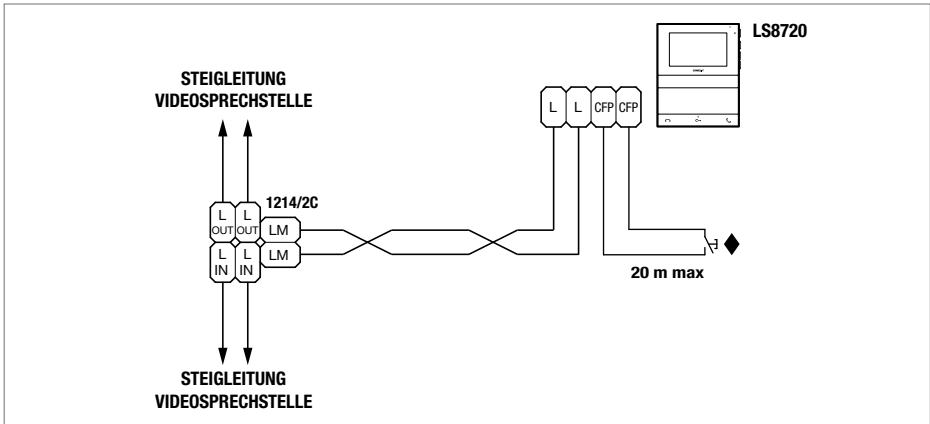 LS8720
STEIGLEITUNG
VIDEOSPRECHSTELLE
L L CFP CFP
1214/2C
L L
OUT OUT
LM
LM
L L
IN IN
20 m max
STEIGLEITUNG
VIDEOSPRECHSTELLE